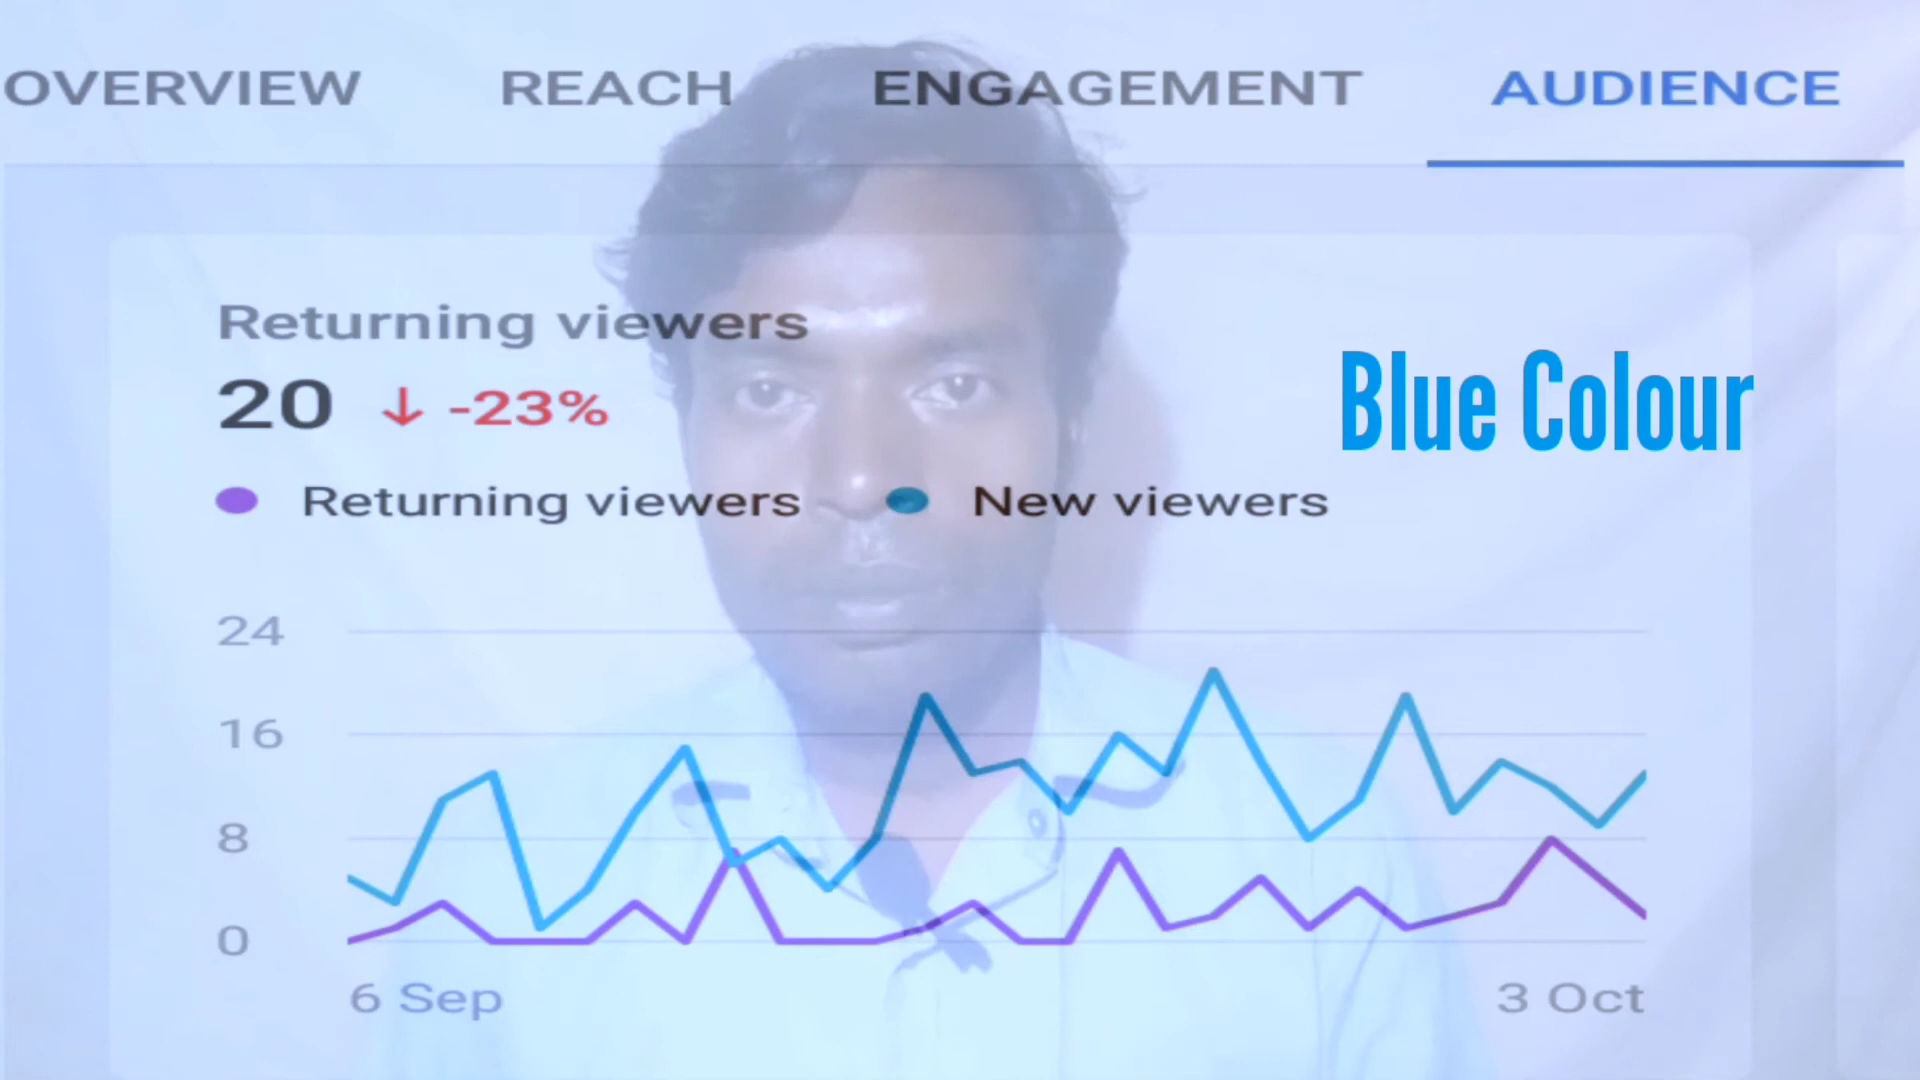 OVERVIEW REACH ENGAGEMENT AUDIENCE
Returning viewers
20 ↓ -23%
Blue Colour
Returning viewers New viewers
24
16
8
0
6 Sep 3 Oct